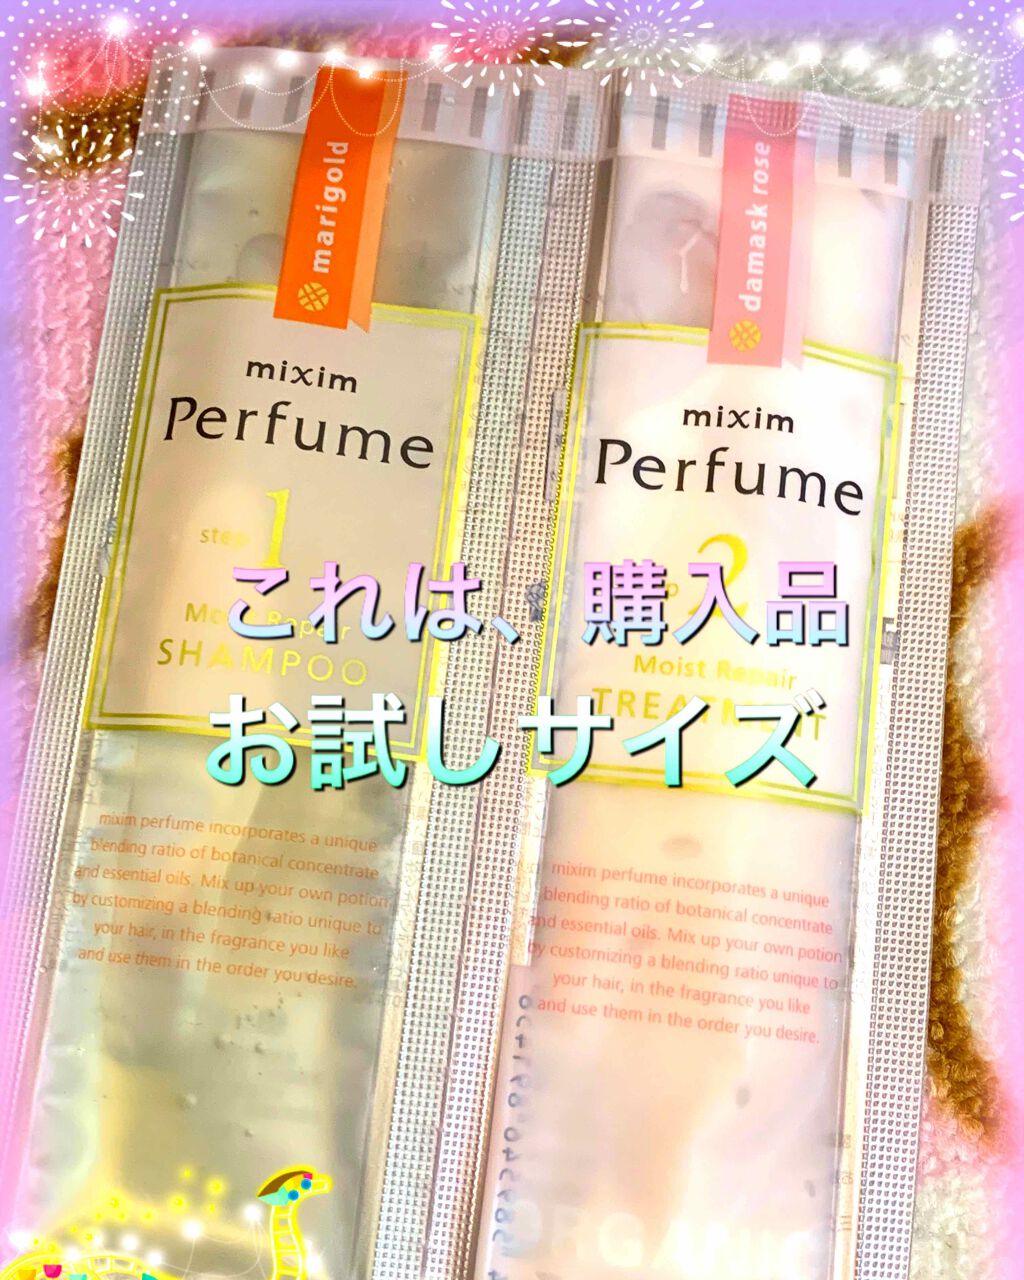 marigold
mixim
Perfume
step 1
Moist Repair
SHAMPOO
mixim perfume incorporates a unique
blending ratio of botanical concentrate
and essential oils. Mix up your own potion
by customizing a blending ratio unique to
your hair, in the fragrance you like
and use them in the order you desire.
damask rose
mixim
Perfume
2
Moist Repair
TREATMENT
mixim perfume incorporates a unique
blending ratio of botanical concentrate
and essential oils. Mix up your own potion
by customizing a blending ratio unique to
your hair, in the fragrance you like
and use them in the order you desire.
これは、購入品
お試しサイズ